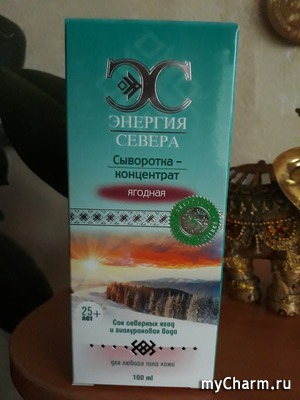 ЭС
ЭНЕРГИЯ
СЕВЕРА
Сыворотка –
концентрат
ягодная
25+
лет
Сок северных ягод
и гиалуроновая вода
для любого типа кожи
100 ml
myCharm.ru